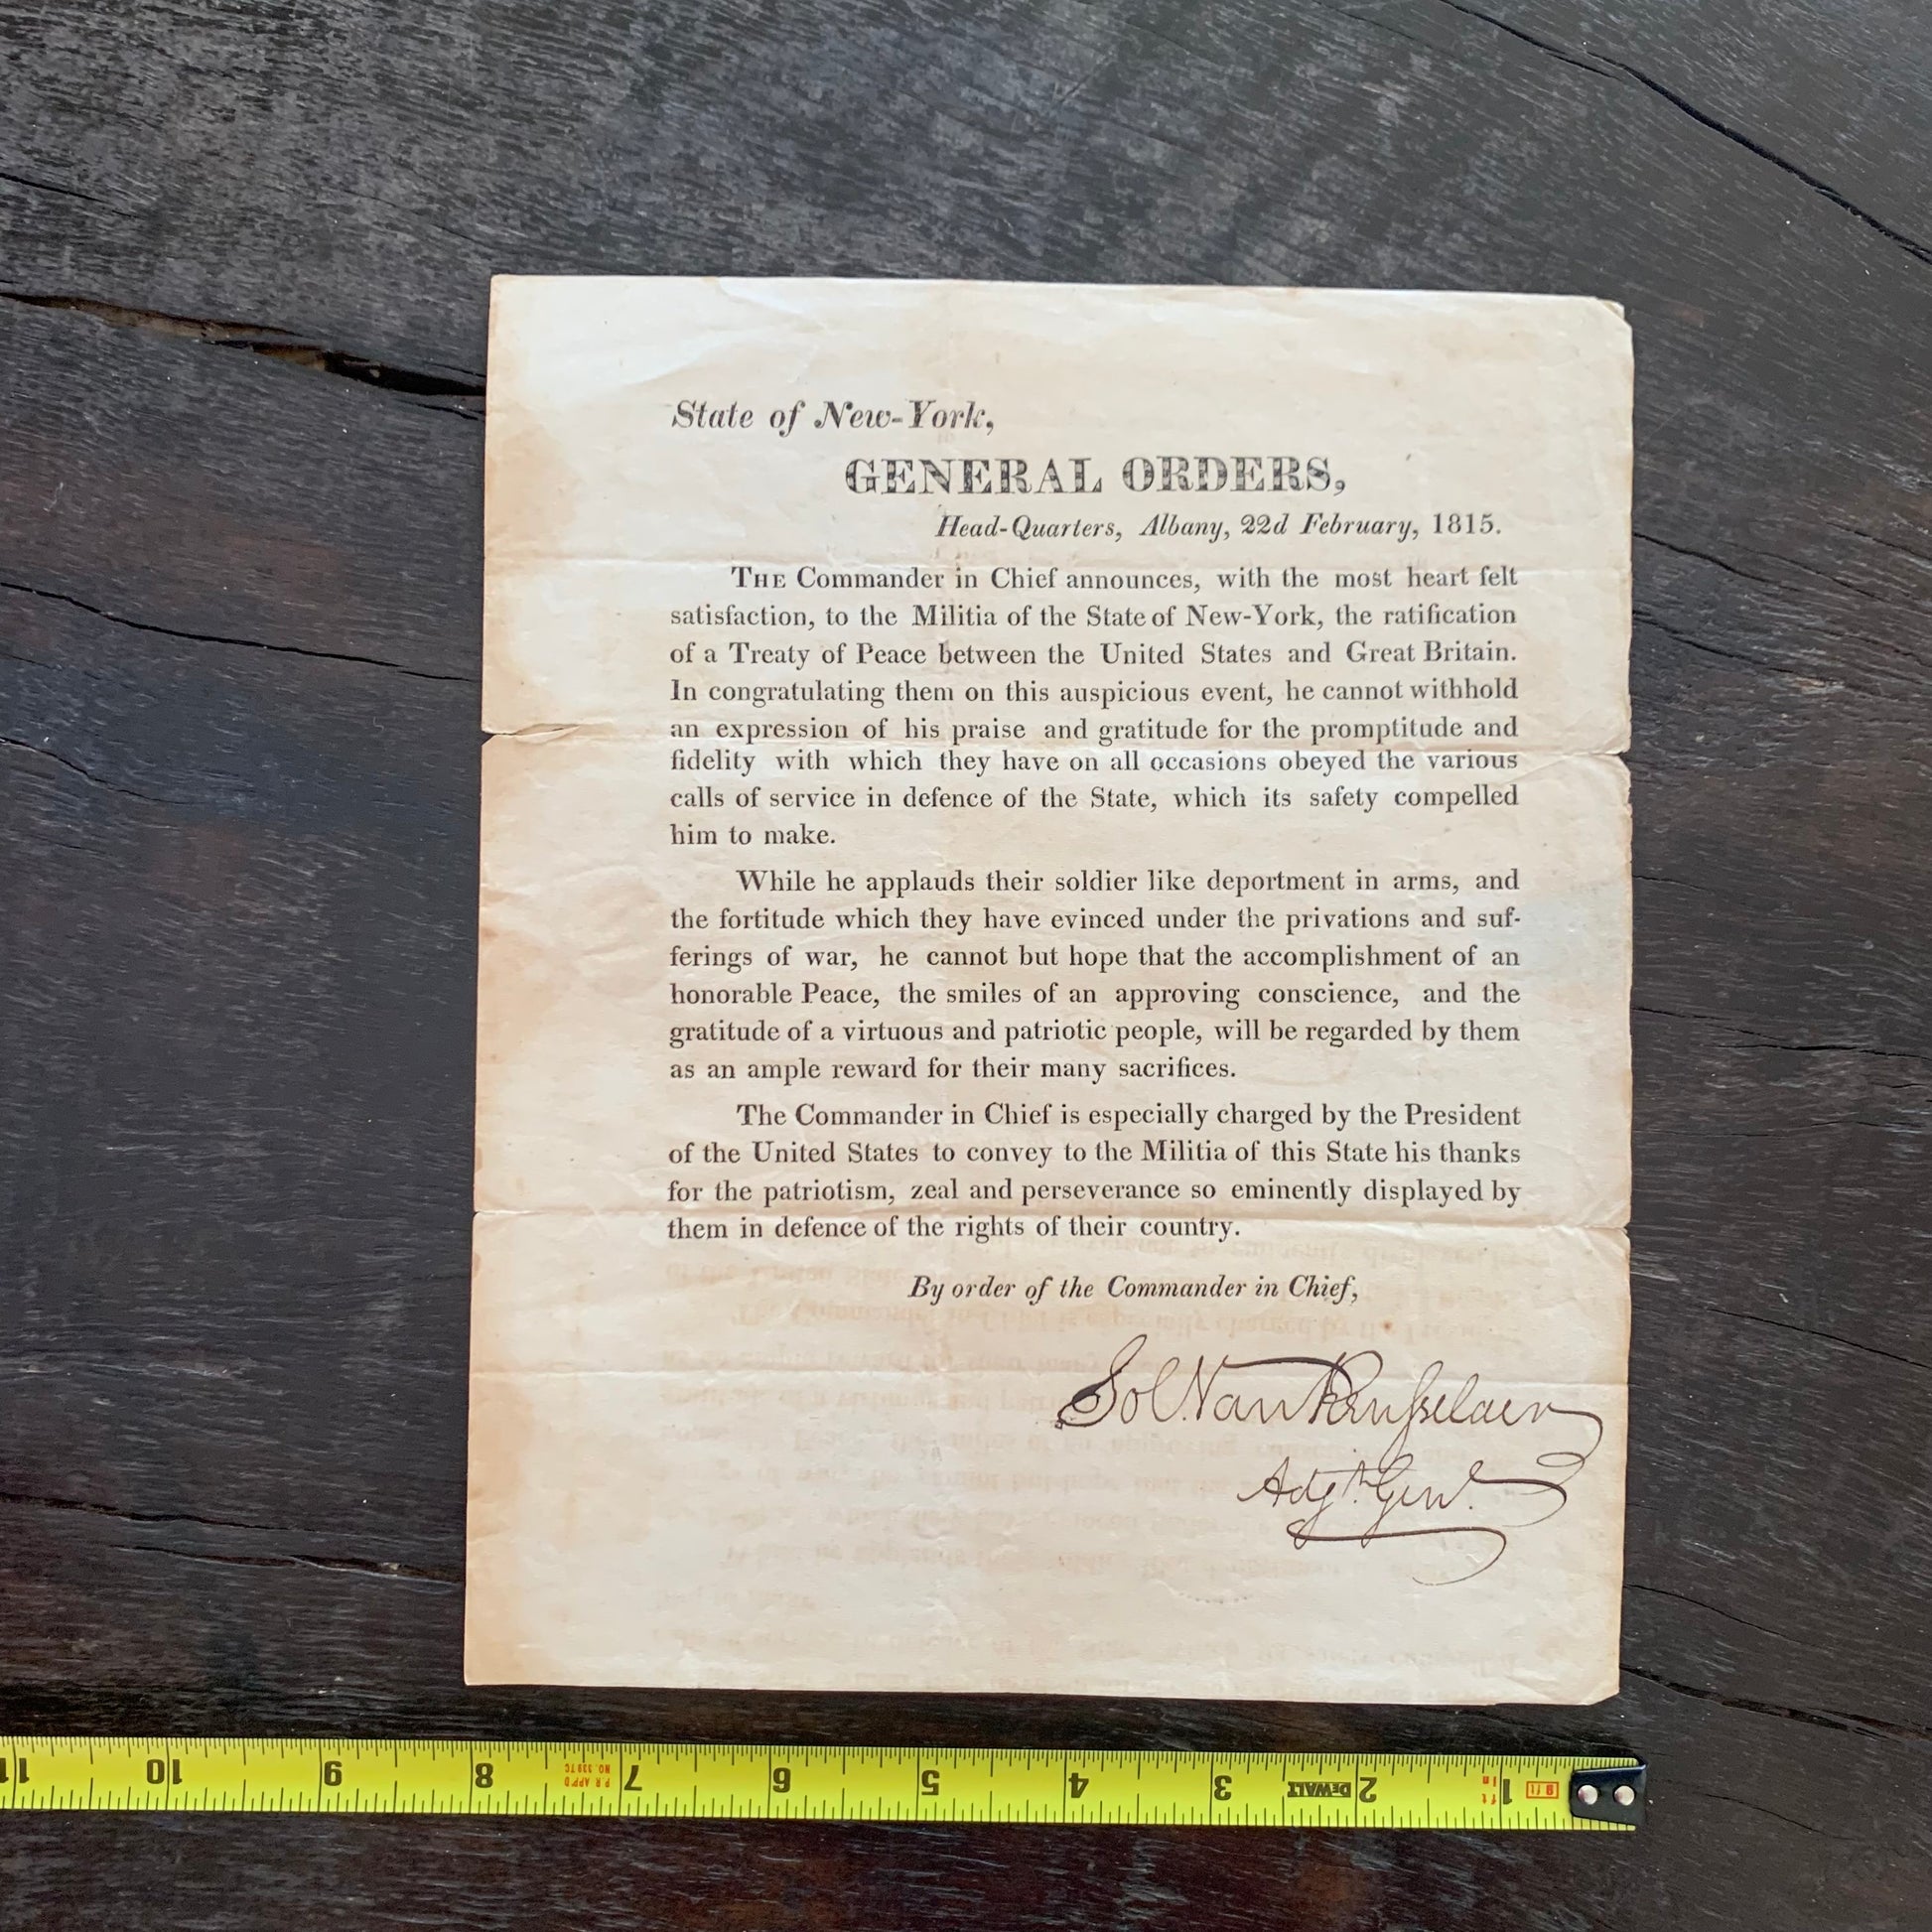 State of New-York,
GENERAL ORDERS,
Head-Quarters, Albany, 22d February, 1815.
THE Commander in Chief announces, with the most heart felt
satisfaction, to the Militia of the State of New-York, the ratification
of a Treaty of Peace between the United States and Great Britain.
In congratulating them on this auspicious event, he cannot withhold
an expression of his praise and gratitude for the promptitude and
fidelity with which they have on all occasions obeyed the various
calls of service in defence of the State, which its safety compelled
him to make.
While he applauds their soldier like deportment in arms, and
the fortitude which they have evinced under the privations and suf-
ferings of war, he cannot but hope that the accomplishment of an
honorable Peace, the smiles of an approving conscience, and the
gratitude of a virtuous and patriotic people, will be regarded by them
as an ample reward for their many sacrifices.
The Commander in Chief is especially charged by the President
of the United States to convey to the Militia of this State his thanks
for the patriotism, zeal and perseverance so eminently displayed by
them in defence of the rights of their country.
By order of the Commander in Chief,
Sol. Van Rensselaer
Adjt. Genl.
11 10 9 8 P.R APP'D NO. 339 TC 7 6 5 4 3 DEWALT 2 1 in ft 9 ft